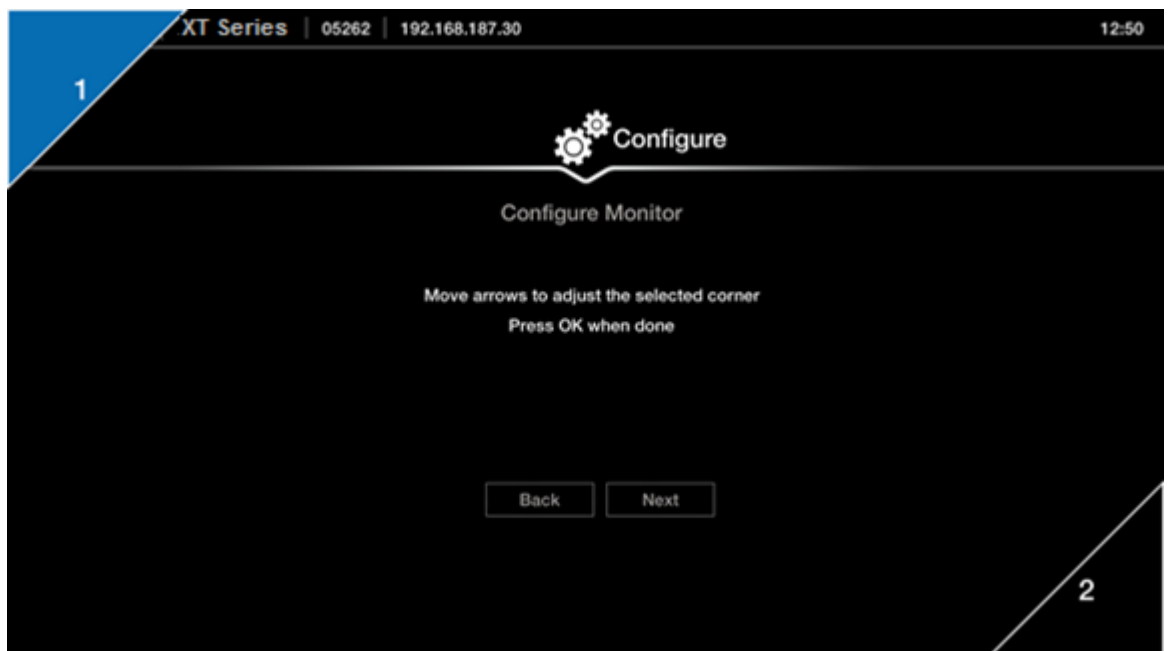 XT Series | 05262 | 192.168.187.30 12:50
1
Configure
Configure Monitor
Move arrows to adjust the selected corner
Press OK when done
Back Next
2